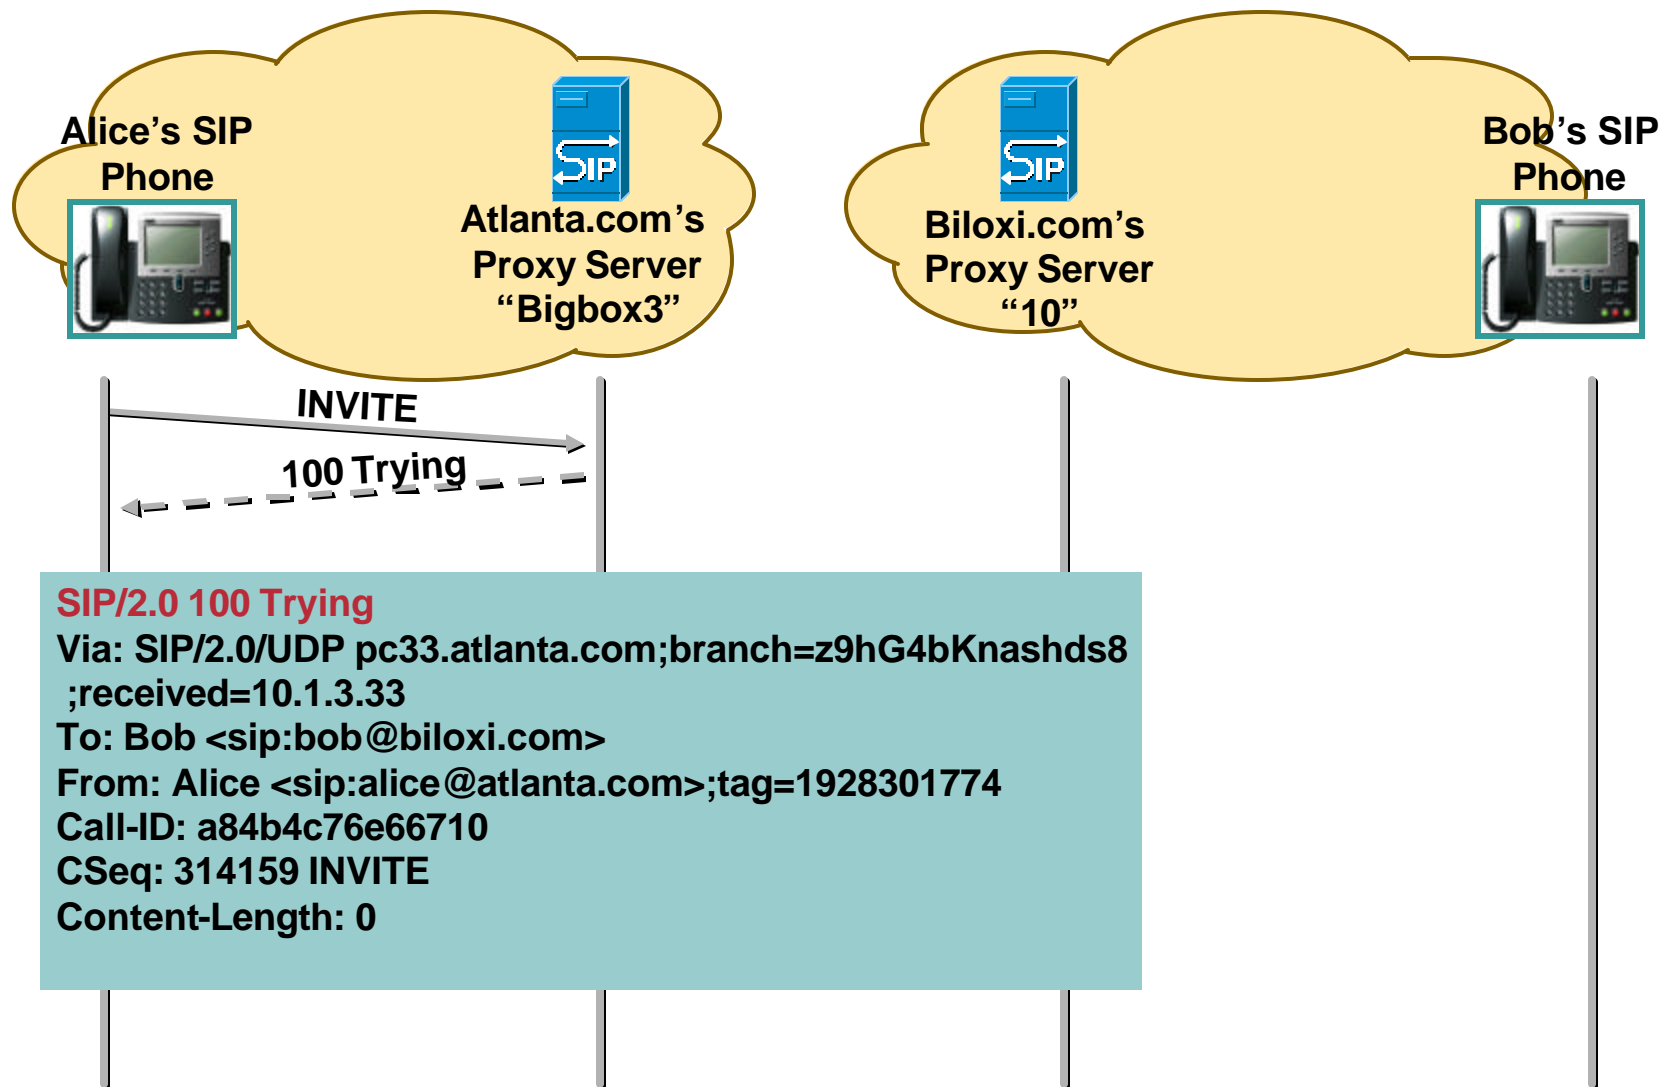 Alice’s SIP
Phone
SIP
Atlanta.com’s
Proxy Server
“Bigbox3”
SIP
Biloxi.com’s
Proxy Server
“10”
Bob’s SIP
Phone
INVITE
100 Trying
SIP/2.0 100 Trying
Via: SIP/2.0/UDP pc33.atlanta.com;branch=z9hG4bKnashds8
;received=10.1.3.33
To: Bob <sip:bob@biloxi.com>
From: Alice <sip:alice@atlanta.com>;tag=1928301774
Call-ID: a84b4c76e66710
CSeq: 314159 INVITE
Content-Length: 0